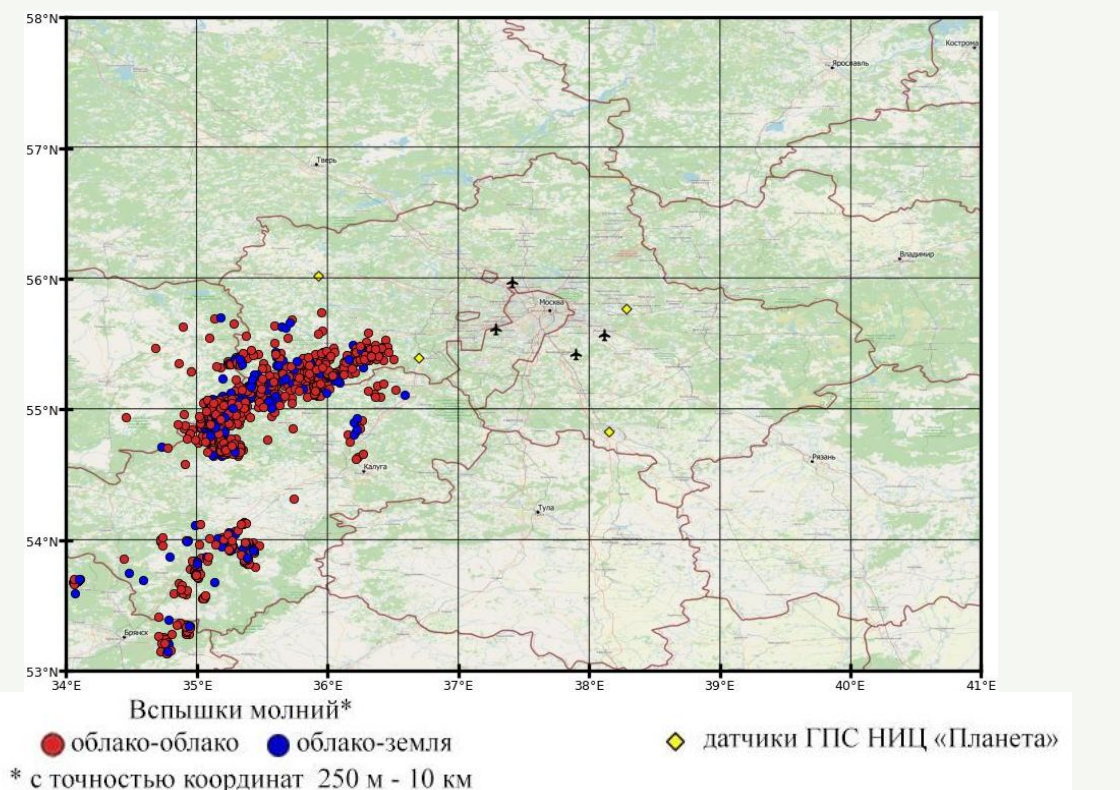 58°N
Кострома
Ярославль
57°N
Тверь
Владимир
56°N
Москва
55°N
Рязань
Калуга
Тула
54°N
Брянск
53°N
34°E 35°E 36°E 37°E 38°E 39°E 40°E 41°E
Вспышки молний*
облако-облако облако-земля датчики ГПС НИЦ «Планета»
* с точностью координат 250 м - 10 км